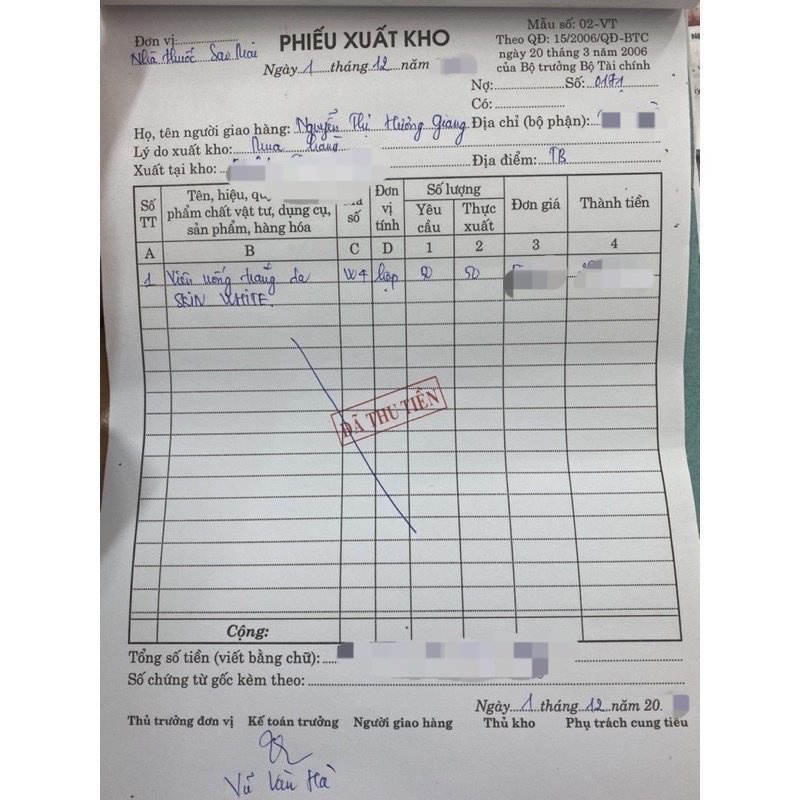 Đơn vị: Nhà thuốc Sao Mai
PHIẾU XUẤT KHO
Ngày 1 tháng 12 năm
Mẫu số: 02-VT
Theo QĐ: 15/2006/QĐ-BTC
ngày 20 tháng 3 năm 2006
của Bộ trưởng Bộ Tài chính
Nợ: Số: 0171
Có:
Họ, tên người giao hàng: Nguyễn Thị Hương Giang Địa chỉ (bộ phận):
Lý do xuất kho: Mua hàng
Xuất tại kho: Địa điểm: TB
Số TT
Tên, hiệu,
phẩm chất vật tư, dụng cụ,
sản phẩm, hàng hóa
số
Đơn vị tính
Số lượng
Yêu cầu
Thực xuất
Đơn giá
Thành tiền
A B C D 1 2 3 4
1 Viên uống trắng da W4 hộp 50 50
SKIN WHITE
ĐÃ THU TIỀN
Cộng:
Tổng số tiền (viết bằng chữ):
Số chứng từ gốc kèm theo:
Ngày 1 tháng 12 năm 20
Thủ trưởng đơn vị Kế toán trưởng Người giao hàng Thủ kho Phụ trách cung tiêu
Vũ Văn Hà